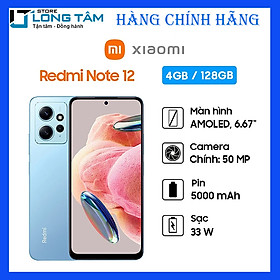 STORE
LONG TÂM
Tận tâm - Đồng hành
HÀNG CHÍNH HÃNG
mi xiaomi
Redmi Note 12
4GB / 128GB
Màn hình
AMOLED, 6.67"
Camera
Chính: 50 MP
Pin
5000 mAh
Sạc
33 W
Redmi